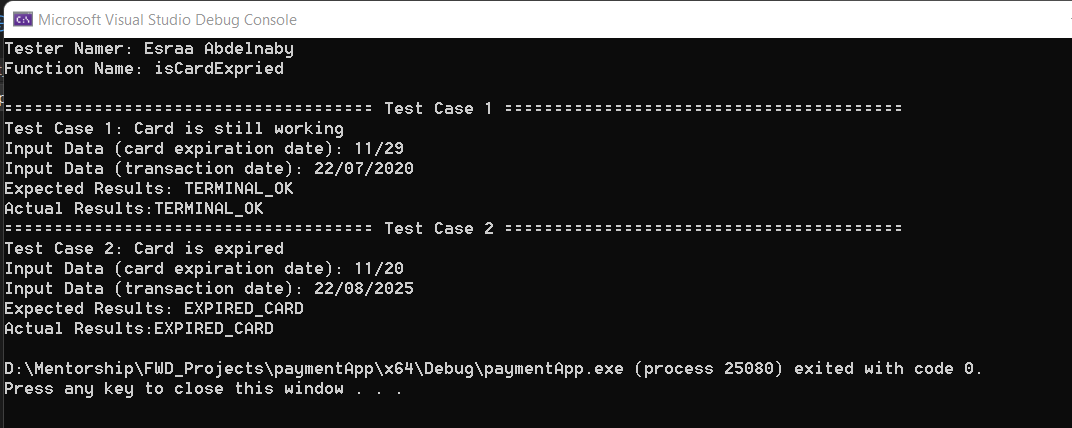 Microsoft Visual Studio Debug Console
Tester Namer: Esraa Abdelnaby
Function Name: isCardExpried
------------------------------------- Test Case 1 ----------------------------------------
Test Case 1: Card is still working
Input Data (card expiration date): 11/29
Input Data (transaction date): 22/07/2020
Expected Results: TERMINAL_OK
Actual Results:TERMINAL_OK
------------------------------------- Test Case 2 ----------------------------------------
Test Case 2: Card is expired
Input Data (card expiration date): 11/20
Input Data (transaction date): 22/08/2025
Expected Results: EXPIRED_CARD
Actual Results:EXPIRED_CARD
D:\Mentorship\FWD_Projects\paymentApp\x64\Debug\paymentApp.exe (process 25080) exited with code 0.
Press any key to close this window . . .